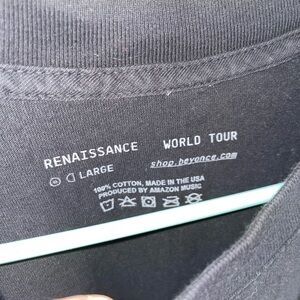 RENAISSANCE WORLD TOUR
LARGE shop.beyonce.com
100% COTTON, MADE IN THE USA
PRODUCED BY AMAZON MUSIC